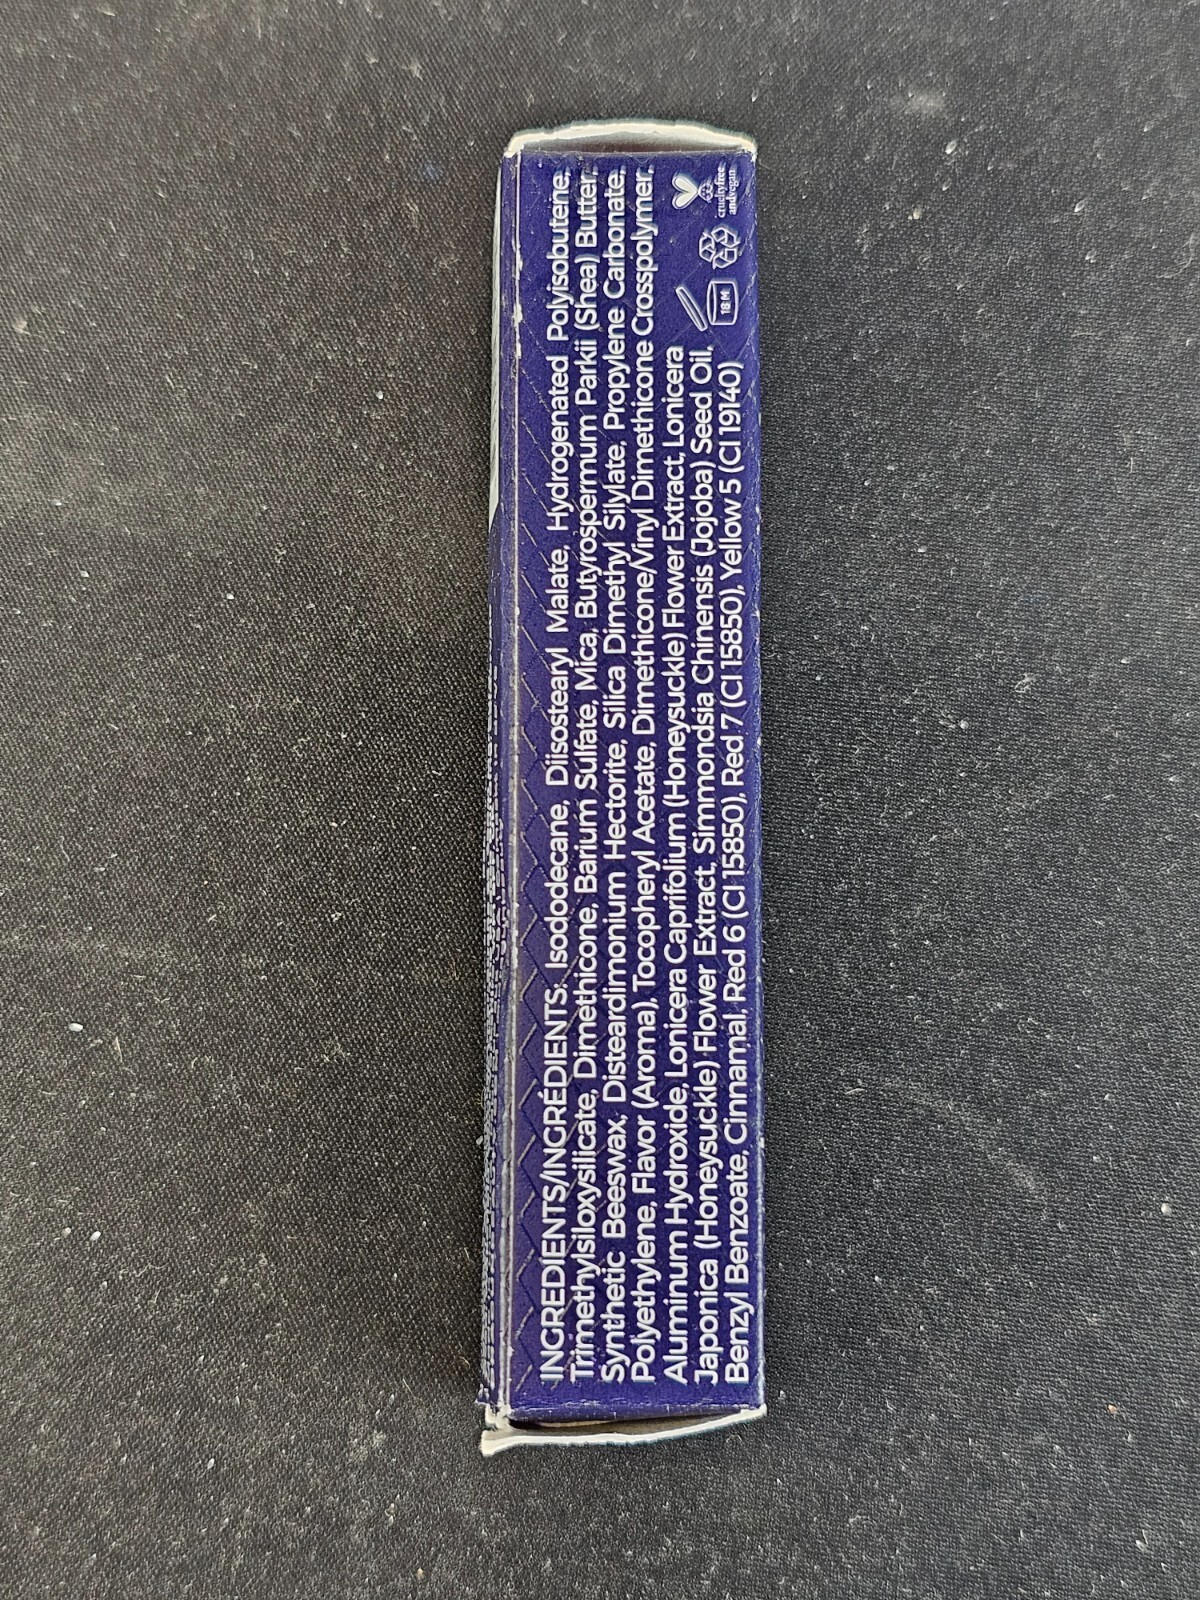 INGREDIENTS/INGRÉDIENTS: Isododecane, Diisostearyl Malate, Hydrogenated Polyisobutene,
Trimethylsiloxysilicate, Dimethicone, Barium Sulfate, Mica, Butyrospermum Parkii (Shea) Butter,
Synthetic Beeswax, Disteardimonium Hectorite, Silica Dimethyl Silylate, Propylene Carbonate,
Polyethylene, Flavor (Aroma), Tocopheryl Acetate, Dimethicone/Vinyl Dimethicone Crosspolymer,
Aluminum Hydroxide, Lonicera Caprifolium (Honeysuckle) Flower Extract, Lonicera
Japonica (Honeysuckle) Flower Extract, Simmondsia Chinensis (Jojoba) Seed Oil,
Benzyl Benzoate, Cinnamal, Red 6 (CI 15850), Red 7 (CI 15850), Yellow 5 (CI 19140)
18 M
crueltyfree
andvegan